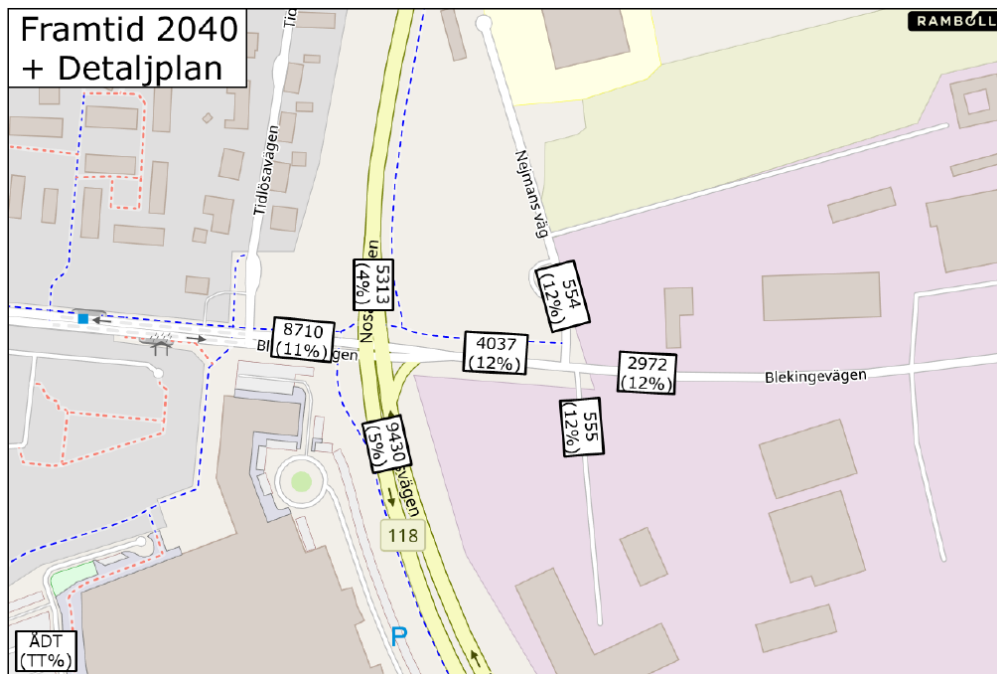 Framtid 2040
+ Detaljplan
RAMBOLL
Tidlösavägen
Nejmans väg
5313
(4%)
554
(12%)
8710
(11%)
4037
(12%)
2972
(12%)
Blekingevägen
9430
(5%)
555
(12%)
118
P
ÅDT
(TT%)